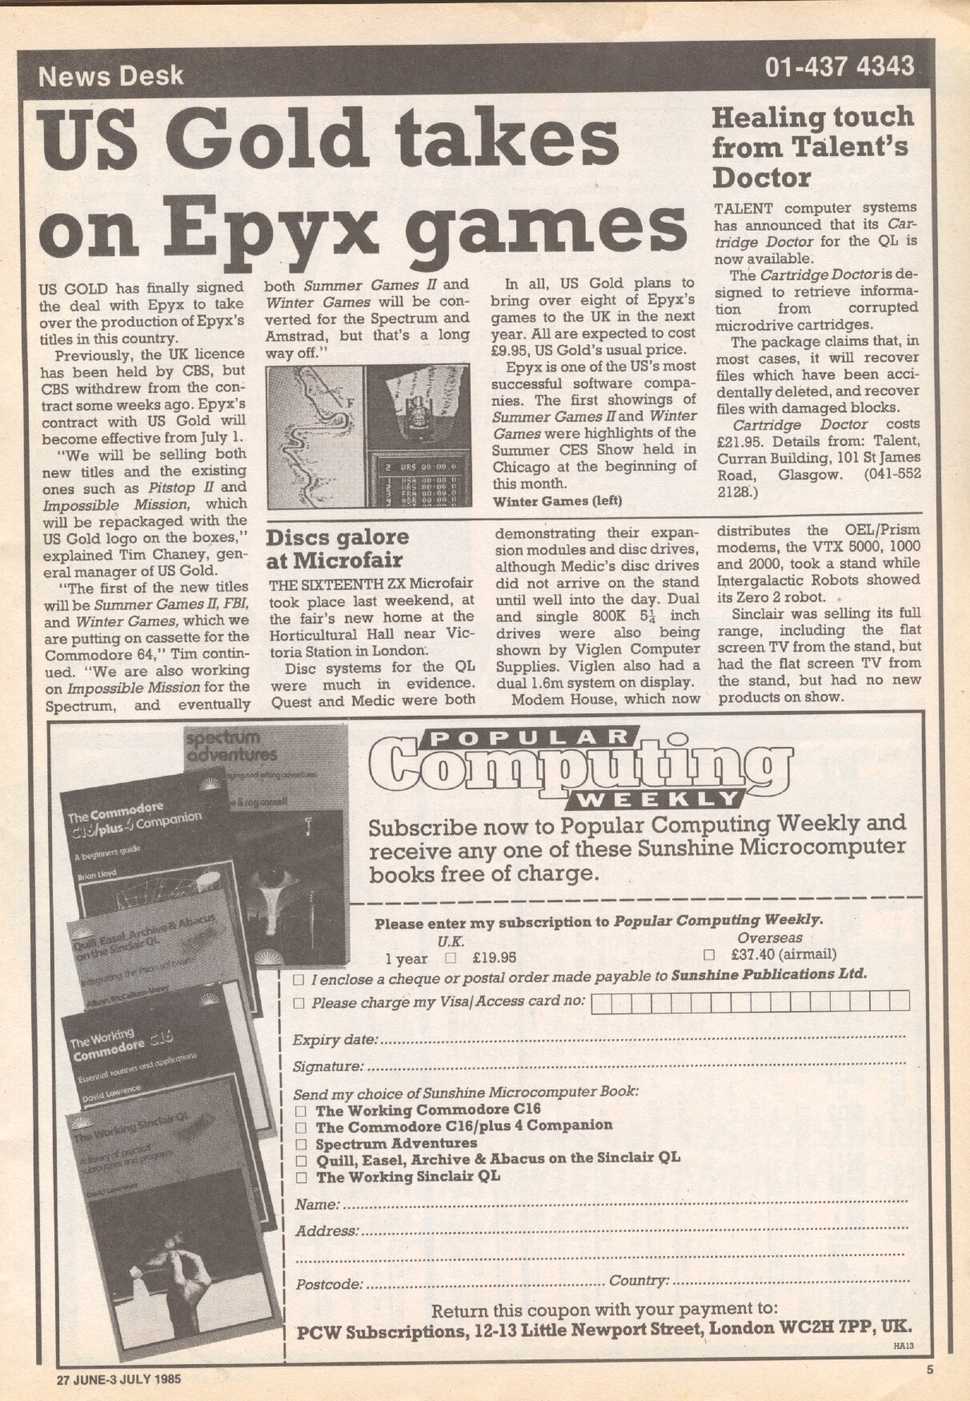 News Desk
01-437 4343
US Gold takes
on Epyx games
US GOLD has finally signed
the deal with Epyx to take
over the production of Epyx's
titles in this country.
Previously, the UK licence
has been held by CBS, but
CBS withdrew from the con-
tract some weeks ago. Epyx's
contract with US Gold will
become effective from July 1.
"We will be selling both
new titles and the existing
ones such as Pitstop II and
Impossible Mission, which
will be repackaged with the
US Gold logo on the boxes,"
explained Tim Chaney, gen-
eral manager of US Gold.
"The first of the new titles
will be Summer Games II, FBI,
and Winter Games, which we
are putting on cassette for the
Commodore 64," Tim contin-
ued. "We are also working
on Impossible Mission for the
Spectrum, and eventually
both Summer Games II and
Winter Games will be con-
verted for the Spectrum and
Amstrad, but that's a long
way off."
F
In all, US Gold plans to
bring over eight of Epyx's
games to the UK in the next
year. All are expected to cost
£9.95, US Gold's usual price.
Epyx is one of the US's most
successful software compa-
nies. The first showings of
Summer Games II and Winter
Games were highlights of the
Summer CES Show held in
Chicago at the beginning of
this month.
Winter Games (left)
Healing touch
from Talent's
Doctor
TALENT computer systems
has announced that its Car-
tridge Doctor for the QL is
now available.
The Cartridge Doctor is de-
signed to retrieve informa-
tion from corrupted
microdrive cartridges.
The package claims that, in
most cases, it will recover
files which have been acci-
dentally deleted, and recover
files with damaged blocks.
Cartridge Doctor costs
£21.95. Details from: Talent,
Curran Building, 101 St James
Road, Glasgow. (041-552
2128.)
Discs galore
at Microfair
THE SIXTEENTH ZX Microfair
took place last weekend, at
the fair's new home at the
Horticultural Hall near Vic-
toria Station in London.
Disc systems for the QL
were much in evidence.
Quest and Medic were both
demonstrating their expan-
sion modules and disc drives,
although Medic's disc drives
did not arrive on the stand
until well into the day. Dual
and single 800K 5¼ inch
drives were also being
shown by Viglen Computer
Supplies. Viglen also had a
dual 1.6m system on display.
Modem House, which now
distributes the OEL/Prism
modems, the VTX 5000, 1000
and 2000, took a stand while
Intergalactic Robots showed
its Zero 2 robot.
Sinclair was selling its full
range, including the flat
screen TV from the stand, but
had the flat screen TV from
the stand, but had no new
products on show.
spectrum
adventures
The Commodore
C16/plus 4 Companion
A beginners guide
Brian Lloyd
Quill, Easel, Archive & Abacus
on the Sinclair QL
The Working
Commodore C16
Essential routines and applications
David Lawrence
The Working Sinclair QL
A library of practical
subroutines and programs
David Lawrence
POPULAR
Computing
WEEKLY
Subscribe now to Popular Computing Weekly and
receive any one of these Sunshine Microcomputer
books free of charge.
Please enter my subscription to Popular Computing Weekly.
U.K. Overseas
1 year □ £19.95 □ £37.40 (airmail)
□ I enclose a cheque or postal order made payable to Sunshine Publications Ltd.
□ Please charge my Visa/Access card no:
Expiry date:
Signature:
Send my choice of Sunshine Microcomputer Book:
□ The Working Commodore C16
□ The Commodore C16/plus 4 Companion
□ Spectrum Adventures
□ Quill, Easel, Archive & Abacus on the Sinclair QL
□ The Working Sinclair QL
Name:
Address:
Postcode: Country:
Return this coupon with your payment to:
PCW Subscriptions, 12-13 Little Newport Street, London WC2H 7PP, UK.
HA13
27 JUNE-3 JULY 1985
5